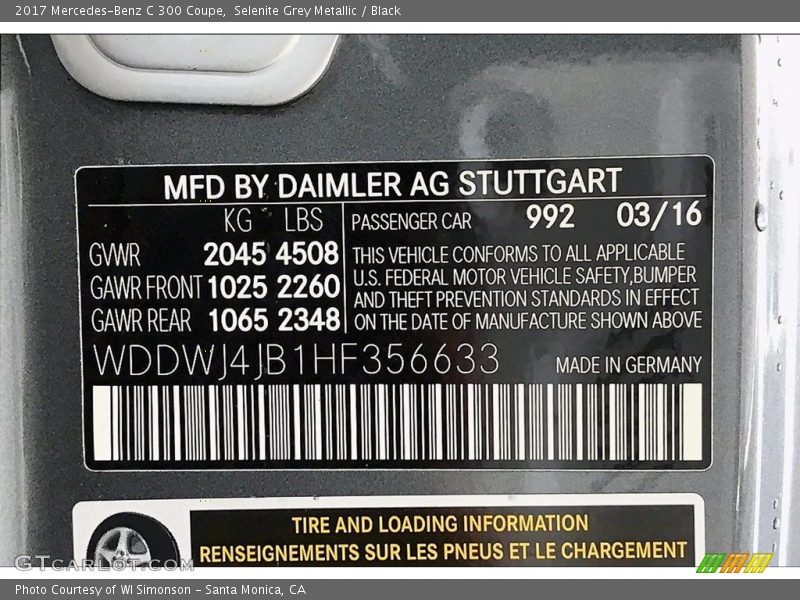 2017 Mercedes-Benz C 300 Coupe,  Selenite Grey Metallic / Black
MFD BY DAIMLER AG STUTTGART
KG LBS
GVWR 2045 4508
GAWR FRONT 1025 2260
GAWR REAR 1065 2348
PASSENGER CAR 992 03/16
THIS VEHICLE CONFORMS TO ALL APPLICABLE
U.S. FEDERAL MOTOR VEHICLE SAFETY,BUMPER
AND THEFT PREVENTION STANDARDS IN EFFECT
ON THE DATE OF MANUFACTURE SHOWN ABOVE
WDDWJ4JB1HF356633 MADE IN GERMANY
TIRE AND LOADING INFORMATION
RENSEIGNEMENTS SUR LES PNEUS ET LE CHARGEMENT
GTCARLOT.COM
Photo Courtesy of WI Simonson - Santa Monica, CA